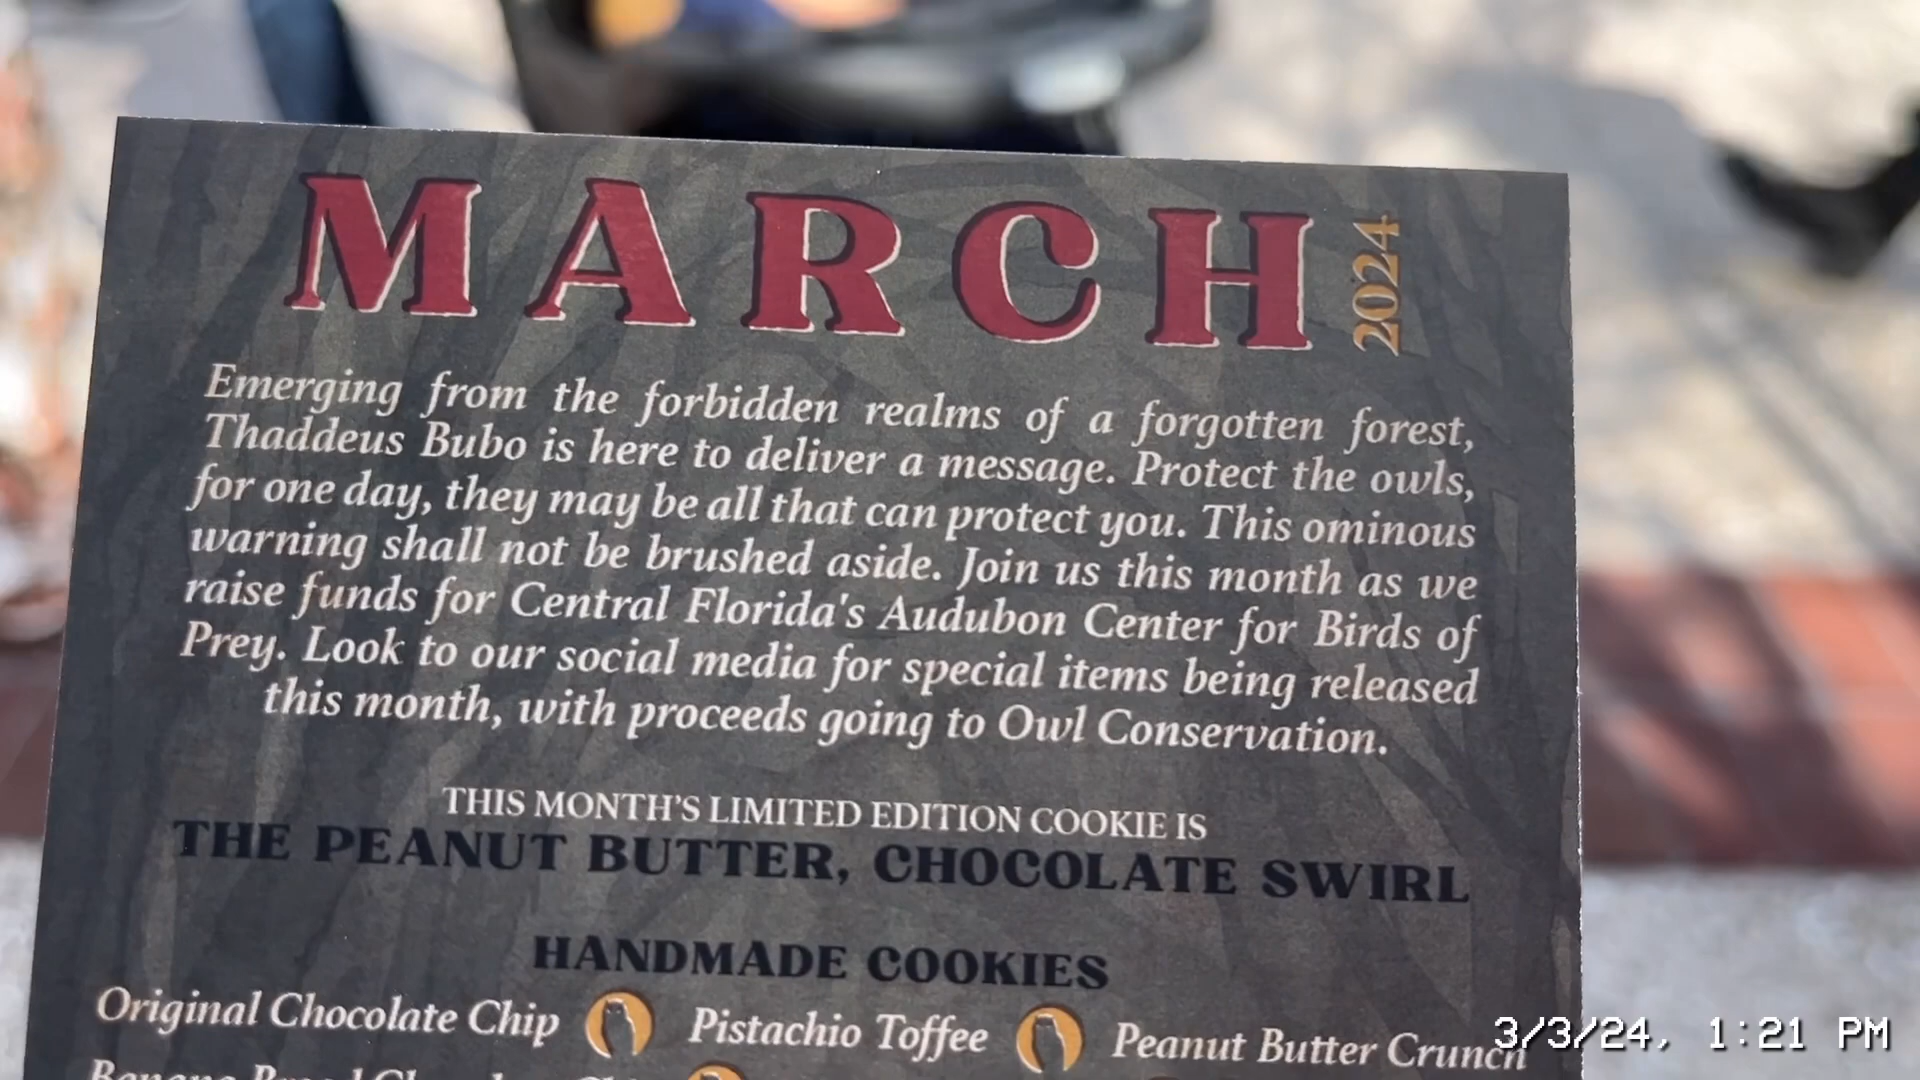 MARCH 2024
Emerging from the forbidden realms of a forgotten forest,
Thaddeus Bubo is here to deliver a message. Protect the owls,
for one day, they may be all that can protect you. This ominous
warning shall not be brushed aside. Join us this month as we
raise funds for Central Florida's Audubon Center for Birds of
Prey. Look to our social media for special items being released
this month, with proceeds going to Owl Conservation.
THIS MONTH'S LIMITED EDITION COOKIE IS
THE PEANUT BUTTER, CHOCOLATE SWIRL
HANDMADE COOKIES
Original Chocolate Chip Pistachio Toffee Peanut Butter Crunch
3/3/24, 1:21 PM